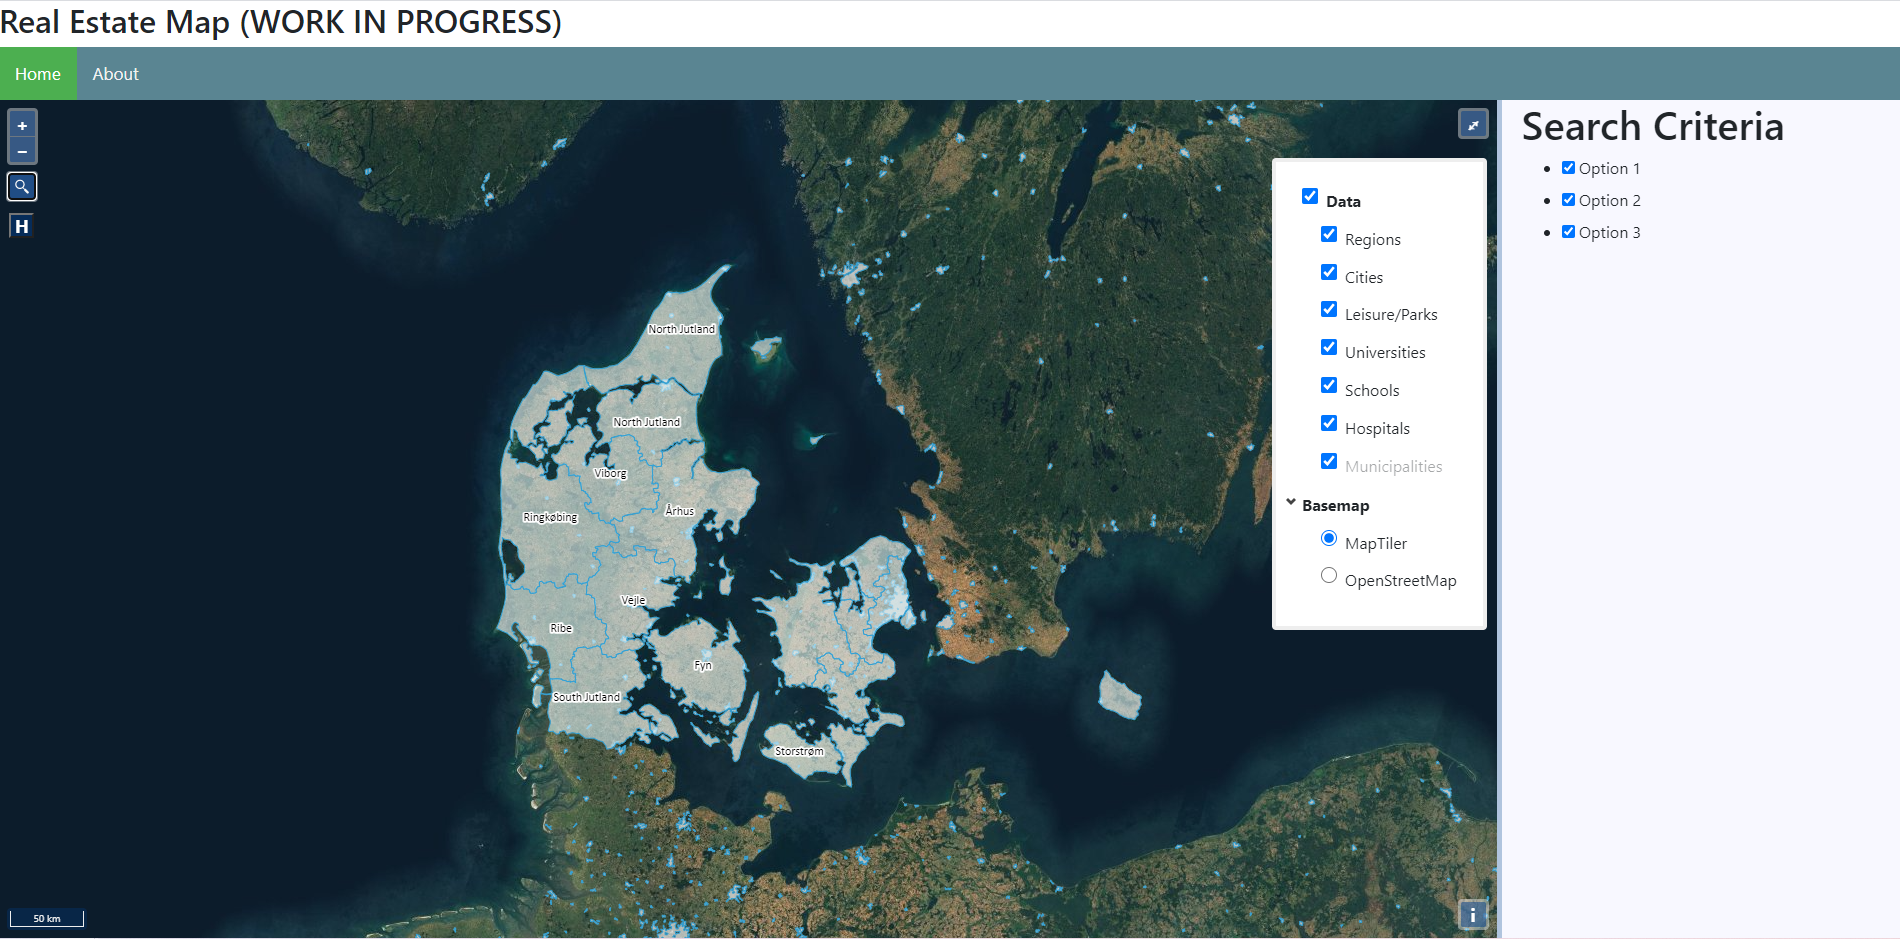 Real Estate Map (WORK IN PROGRESS)
Home
About
+
−
H
Search Criteria
Option 1
Option 2
Option 3
Data
Regions
Cities
Leisure/Parks
Universities
Schools
Hospitals
Municipalities
Basemap
MapTiler
OpenStreetMap
North Jutland
North Jutland
Viborg
Ringkøbing
Århus
Vejle
Ribe
Fyn
South Jutland
Storstrøm
50 km
i